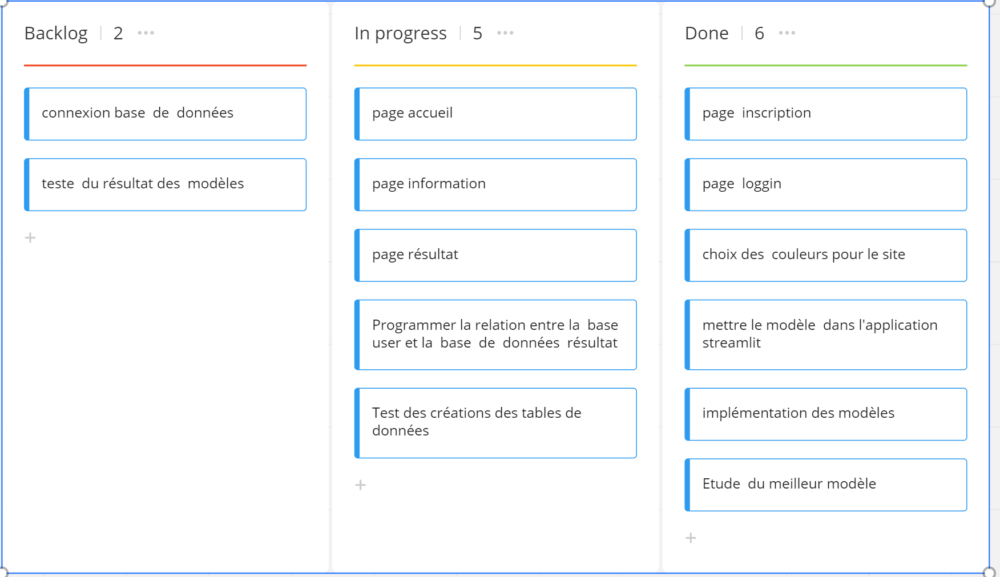 Backlog 2
connexion base de données
teste du résultat des modèles
In progress 5
page accueil
page information
page résultat
Programmer la relation entre la base
user et la base de données résultat
Test des créations des tables de
données
Done 6
page inscription
page loggin
choix des couleurs pour le site
mettre le modèle dans l'application
streamlit
implémentation des modèles
Etude du meilleur modèle